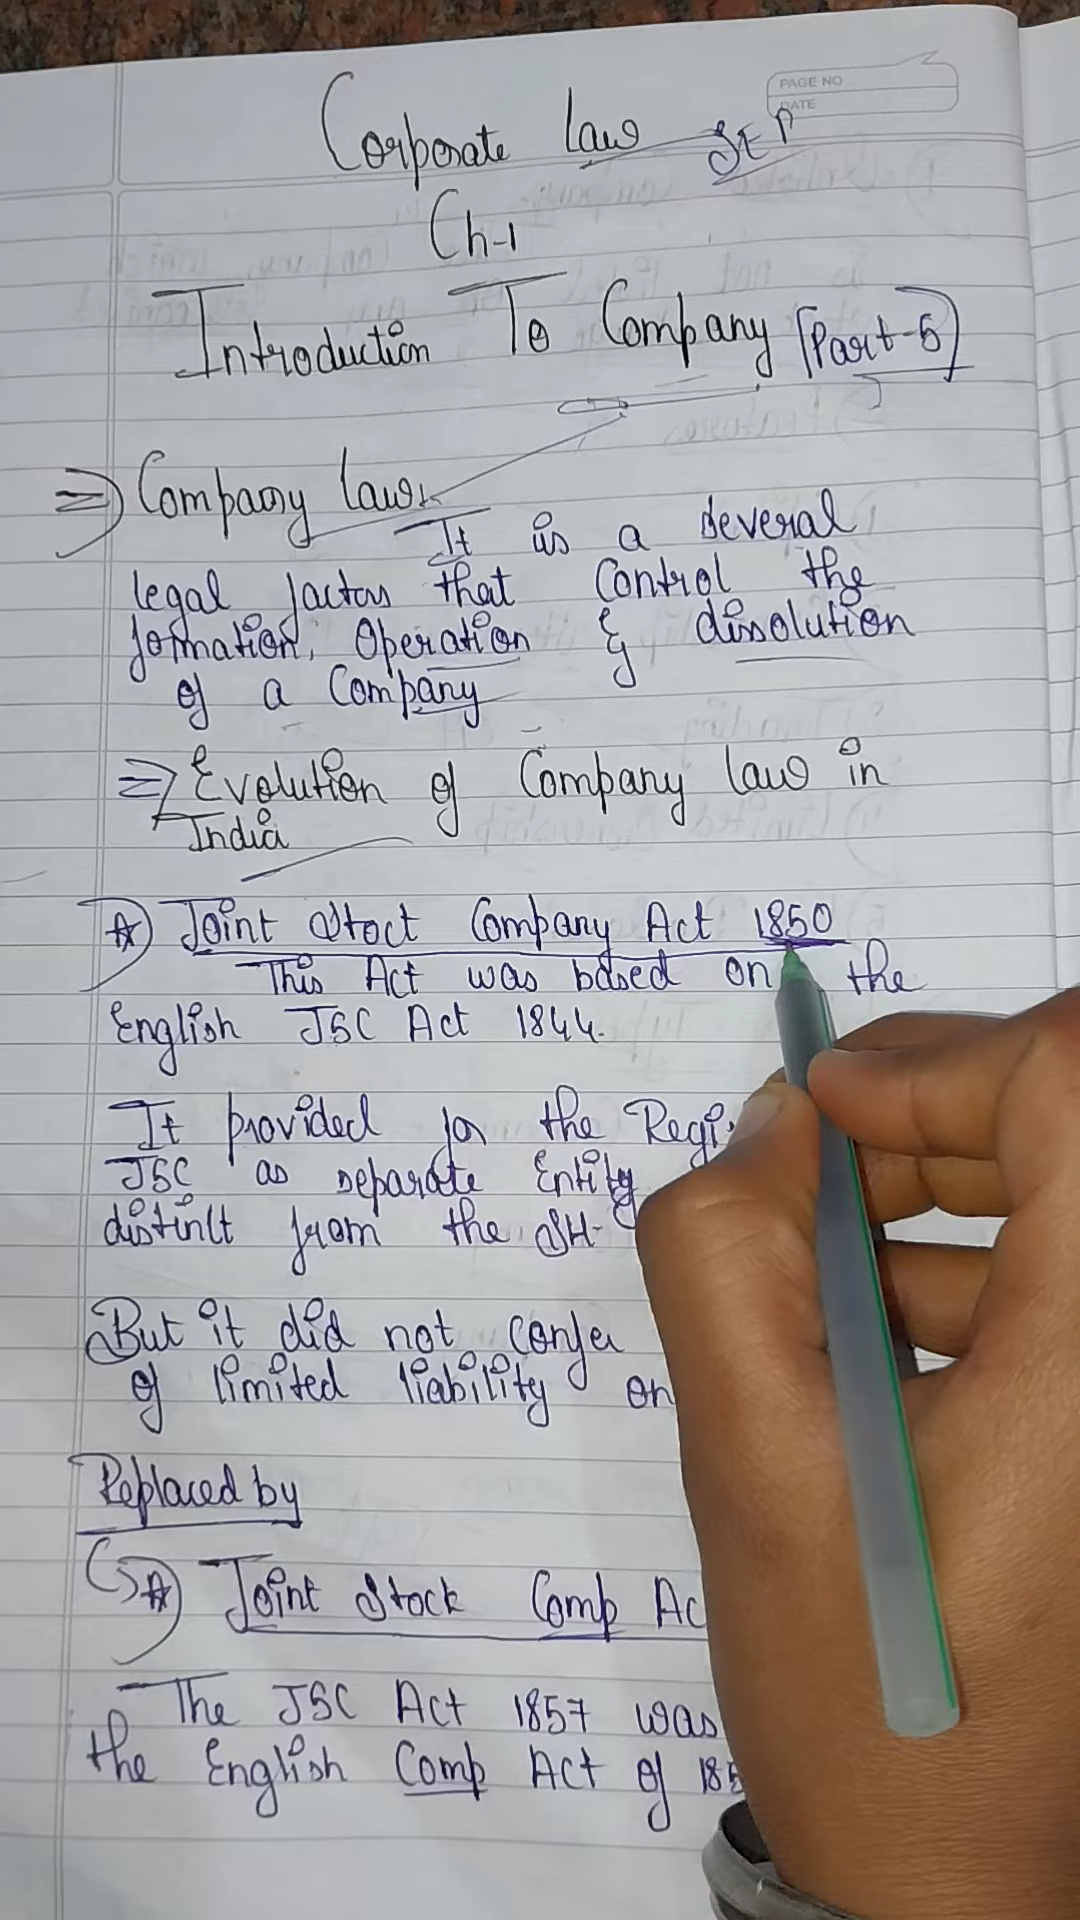 PAGE NO
DATE
Corporate Law SEP
Ch-1
Introduction To Company [Part-5]
⇒ Company Law:
It is a several
legal factors that Control the
formation, Operation & dissolution
of a Company
⇒ Evolution of Company law in
India
☆) Joint Stoct Company Act 1850
This Act was based on the
English JSC Act 1844.
It provided for the Regi
JSC as separate Entity
distinct from the SH-
But it did not confer
of limited liability on
Replaced by
☆) Joint Stock Comp Ac
The JSC Act 1857 was
the English Comp Act of 185